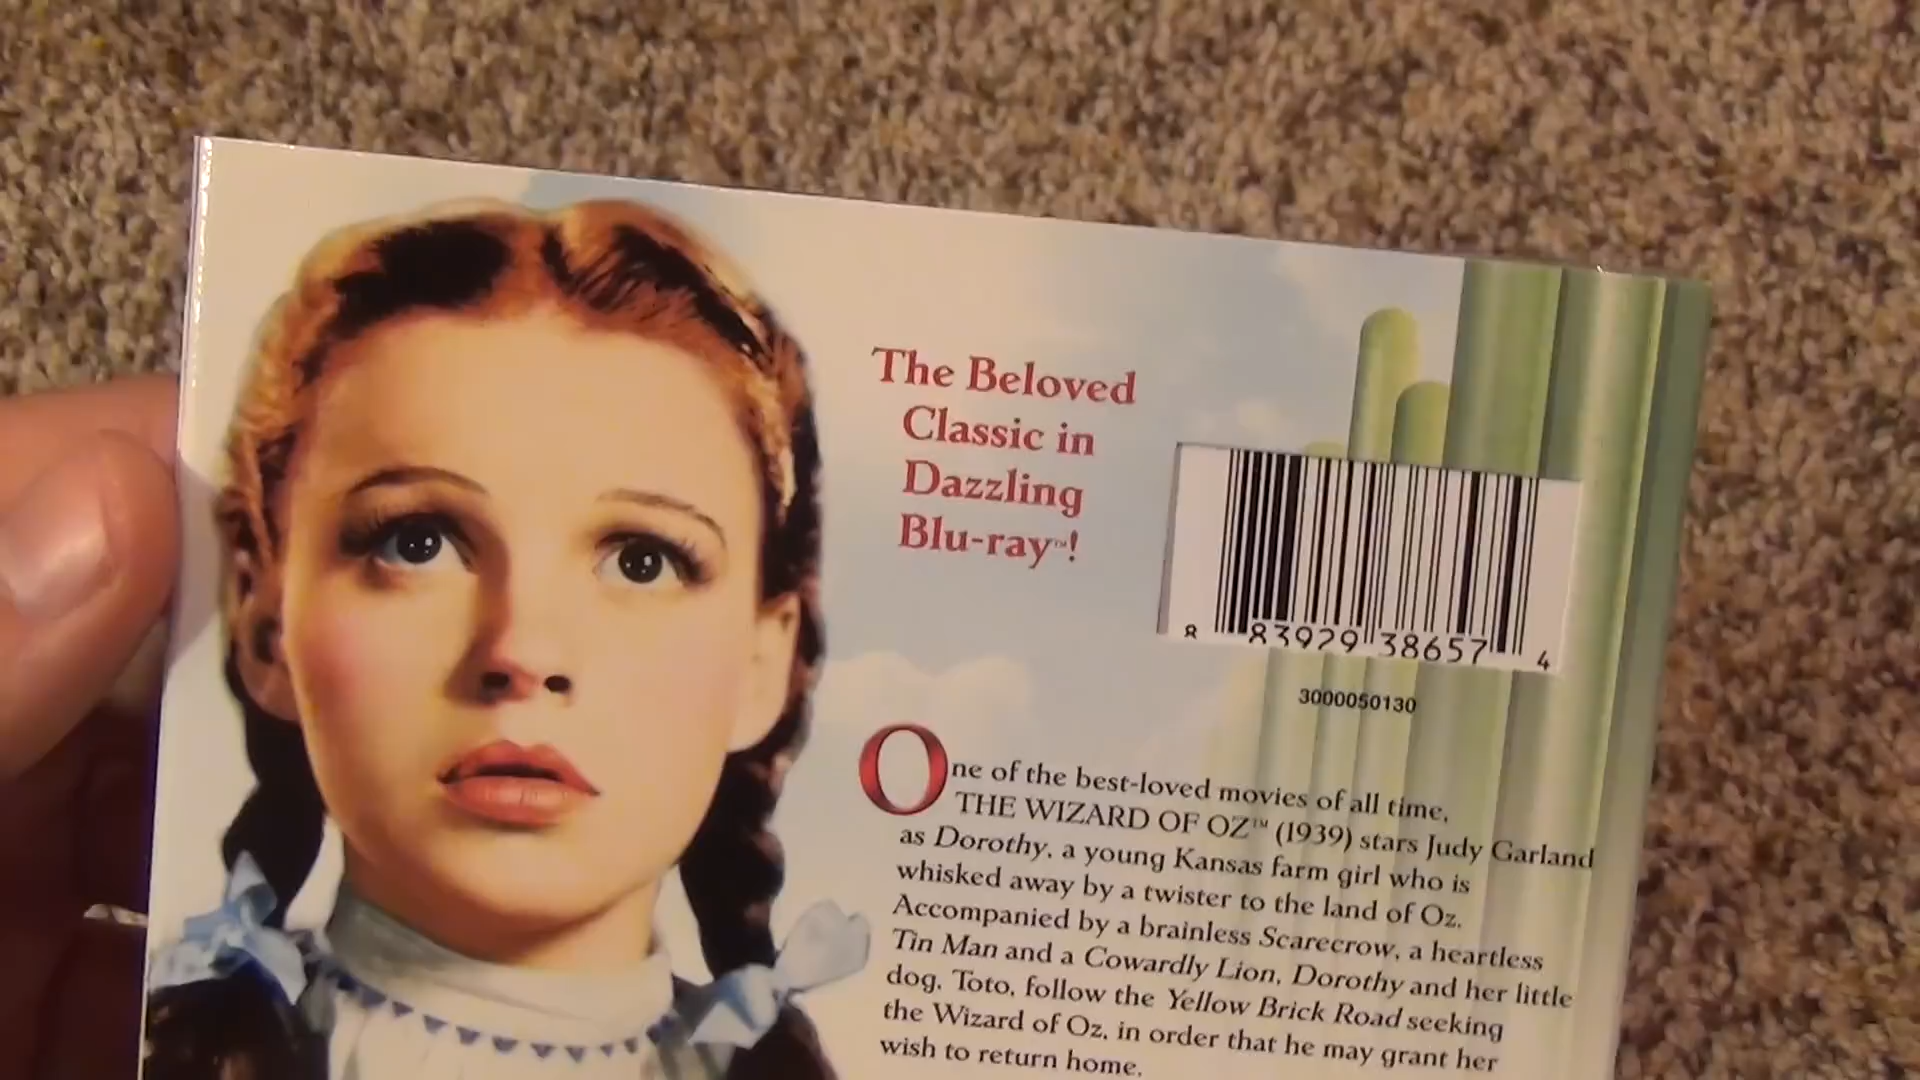 The Beloved
Classic in
Dazzling
Blu-ray™!
8 83929 38657 4
3000050130
One of the best-loved movies of all time,
THE WIZARD OF OZ™ (1939) stars Judy Garland
as Dorothy, a young Kansas farm girl who is
whisked away by a twister to the land of Oz.
Accompanied by a brainless Scarecrow, a heartless
Tin Man and a Cowardly Lion, Dorothy and her little
dog, Toto, follow the Yellow Brick Road seeking
the Wizard of Oz, in order that he may grant her
wish to return home.